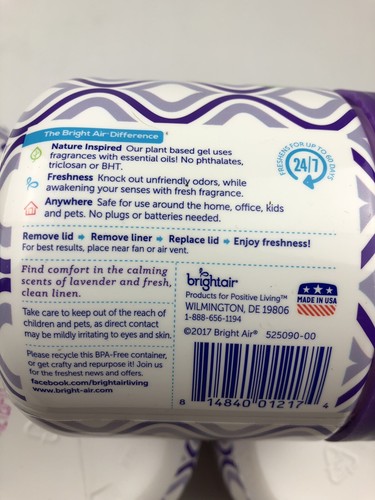 The Bright Air® Difference
Nature Inspired Our plant based gel uses
fragrances with essential oils! No phthalates,
triclosan or BHT.
Freshness Knock out unfriendly odors, while
awakening your senses with fresh fragrance.
Anywhere Safe for use around the home, office, kids
and pets. No plugs or batteries needed.
FRESHENS FOR UP TO 60 DAYS
24/7
Remove lid → Remove liner → Replace lid → Enjoy freshness!
For best results, place near fan or air vent.
Find comfort in the calming
scents of lavender and fresh,
clean linen.
Take care to keep out of the reach of
children and pets, as direct contact
may be mildly irritating to eyes and skin.
Please recycle this BPA-Free container,
or get crafty and repurpose it! Join us
for the freshest news and offers.
facebook.com/brightairliving
www.bright-air.com
brightair
Products for Positive Living™
WILMINGTON, DE 19806
1-888-656-1194
MADE IN USA
©2017 Bright Air® 525090-00
8 14840 01217 4